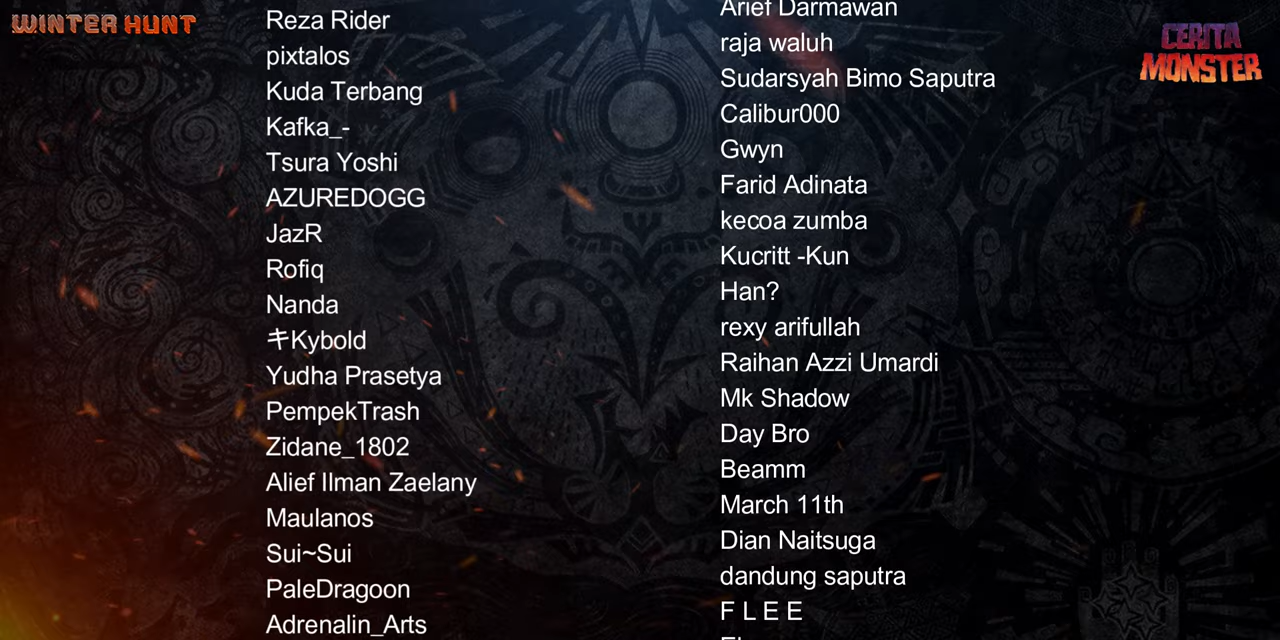 WINTER HUNT
CERITA
MONSTER
Reza Rider
pixtalos
Kuda Terbang
Kafka_-
Tsura Yoshi
AZUREDOGG
JazR
Rofiq
Nanda
キKybold
Yudha Prasetya
PempekTrash
Zidane_1802
Alief Ilman Zaelany
Maulanos
Sui~Sui
PaleDragoon
Adrenalin_Arts
Arief Darmawan
raja waluh
Sudarsyah Bimo Saputra
Calibur000
Gwyn
Farid Adinata
kecoa zumba
Kucritt -Kun
Han?
rexy arifullah
Raihan Azzi Umardi
Mk Shadow
Day Bro
Beamm
March 11th
Dian Naitsuga
dandung saputra
F L E E